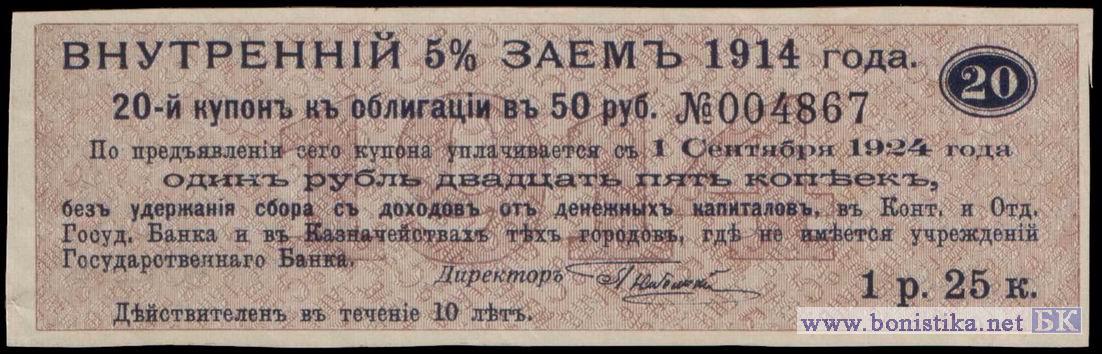 ВНУТРЕННІЙ 5% ЗАЕМЪ 1914 года.
20
20-й купонъ къ облигаціи въ 50 руб. №004867
1914
По предъявленіи сего купона уплачивается съ 1 Сентября 1924 года
одинъ рубль двадцать пять копѣекъ,
безъ удержанія сбора съ доходовъ отъ денежныхъ капиталовъ, въ Конт. и Отд.
Госуд. Банка и въ Казначействахъ тѣхъ городовъ, гдѣ не имѣется учрежденій
Государственнаго Банка.
Директоръ
1 р. 25 к.
Дѣйствителенъ въ теченіе 10 лѣтъ.
www.bonistika.net БК